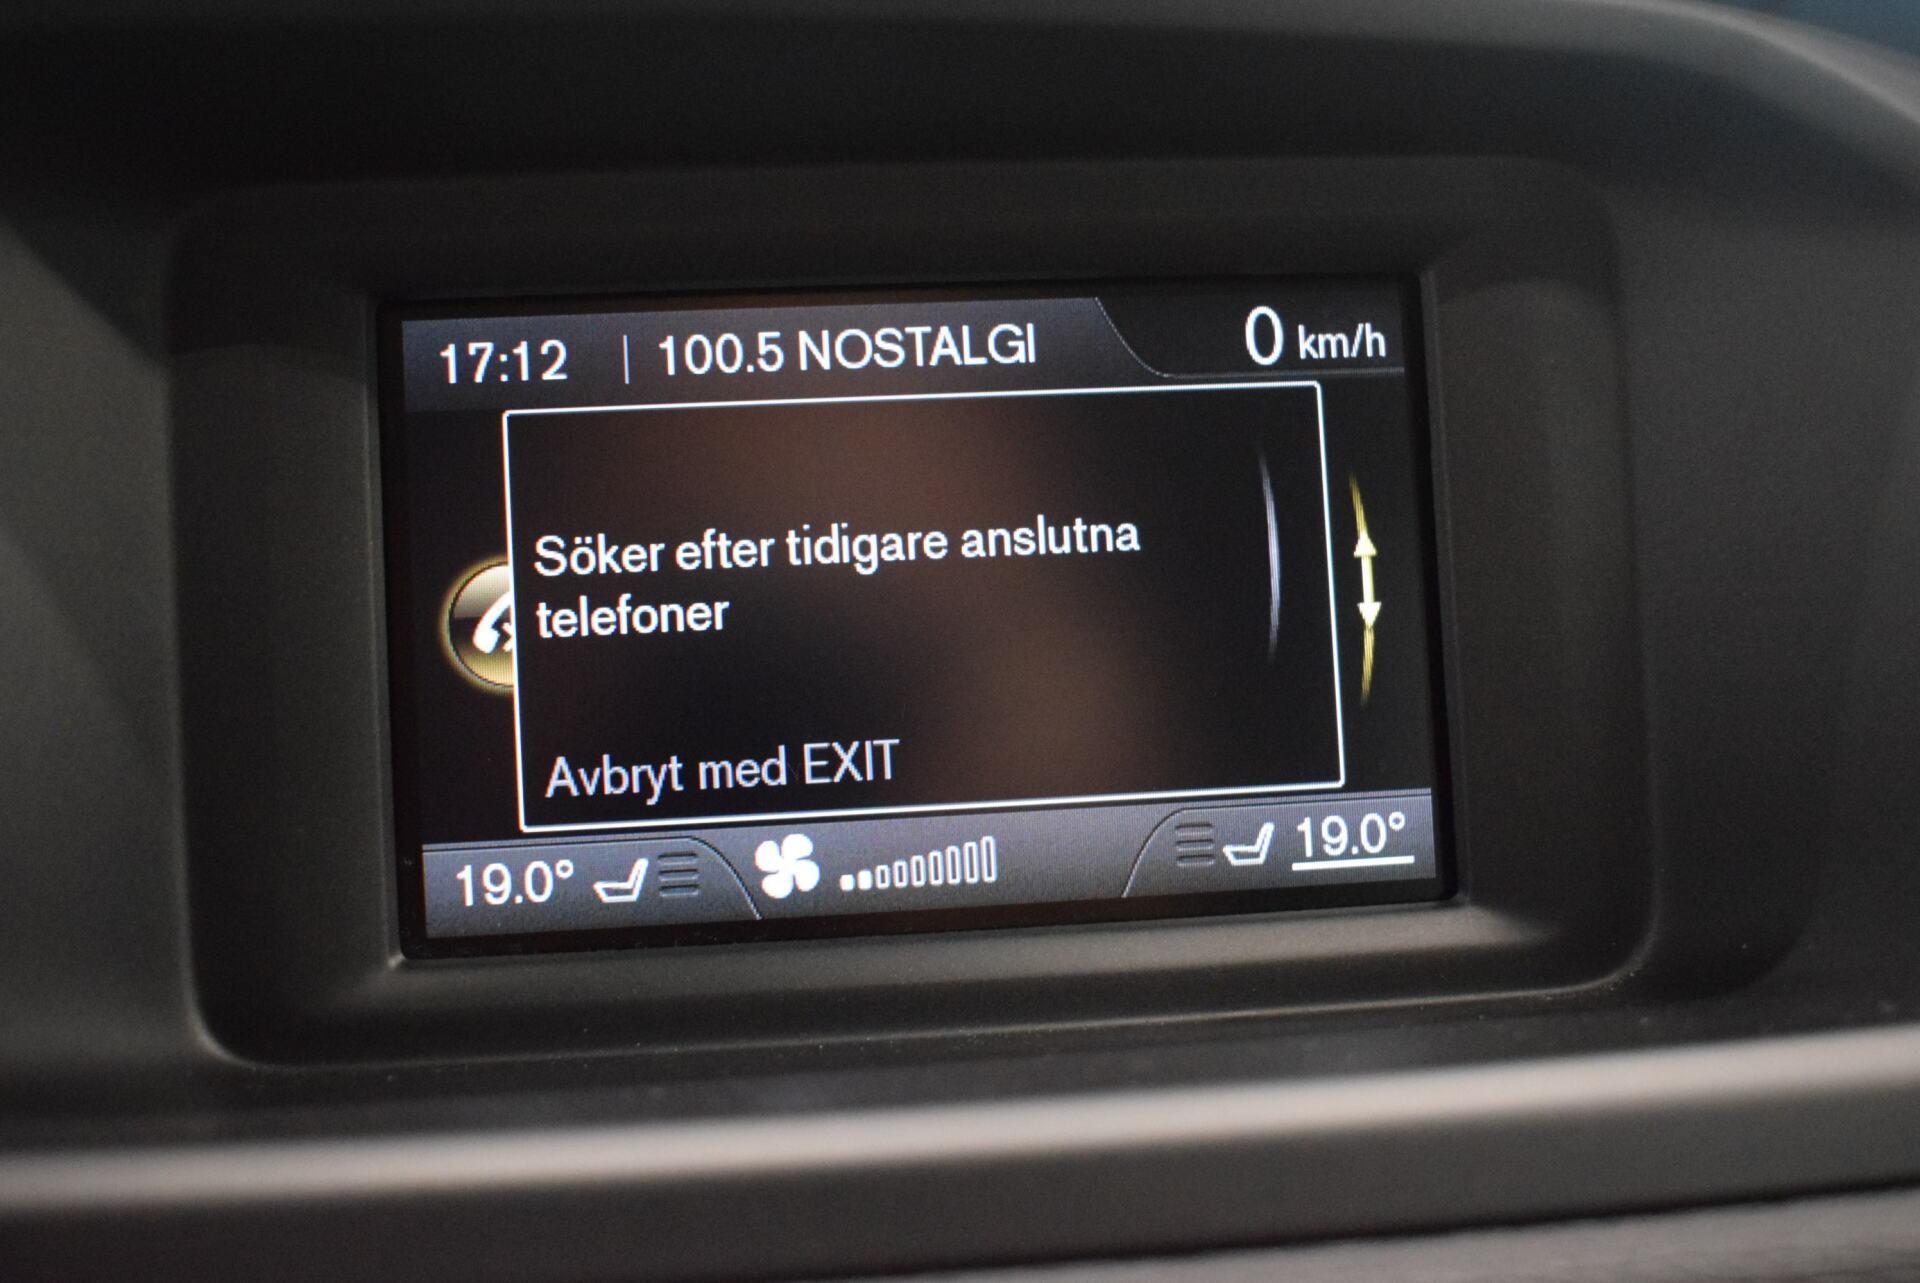 17:12 | 100.5 NOSTALGI 0 km/h
Söker efter tidigare anslutna
telefoner
Avbryt med EXIT
19.0° 19.0°